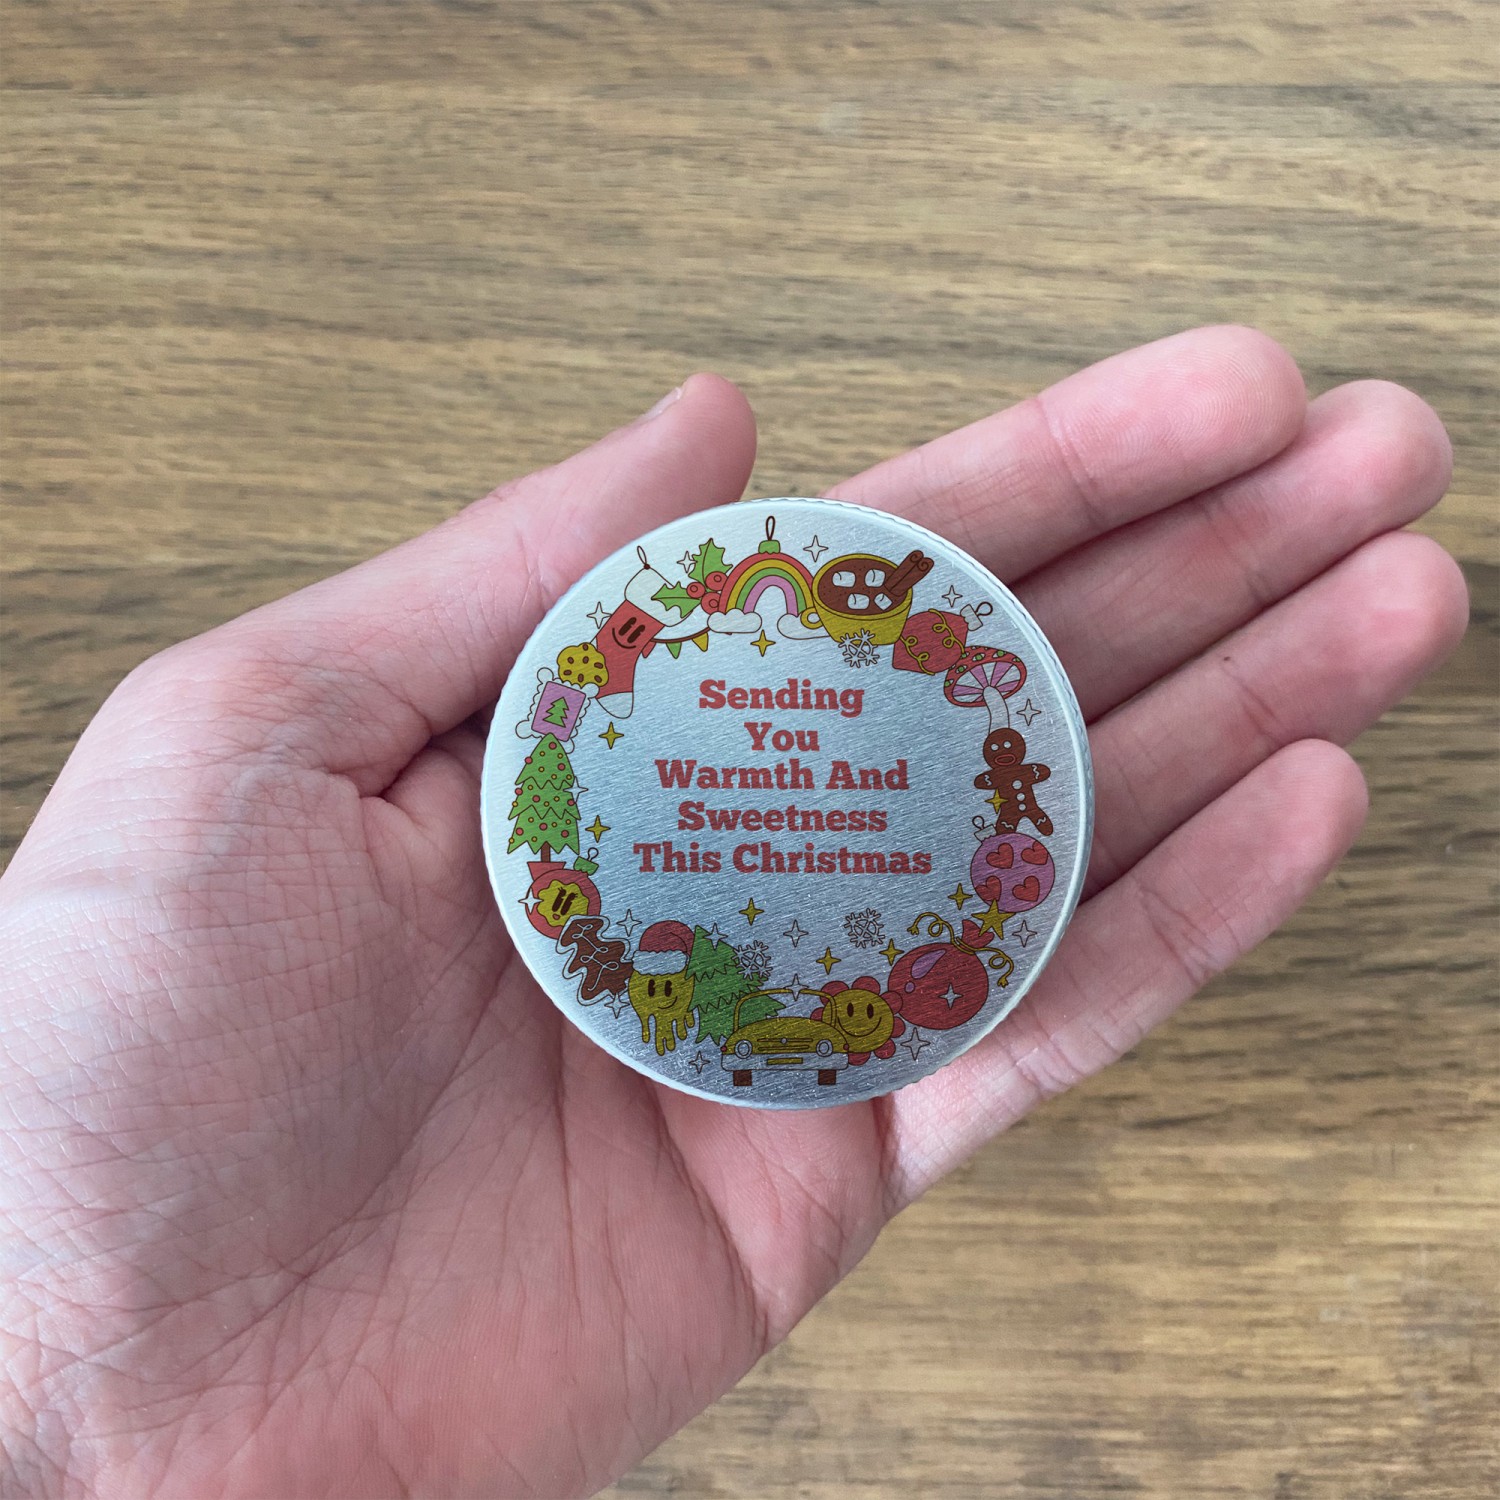 Sending
You
Warmth And
Sweetness
This Christmas